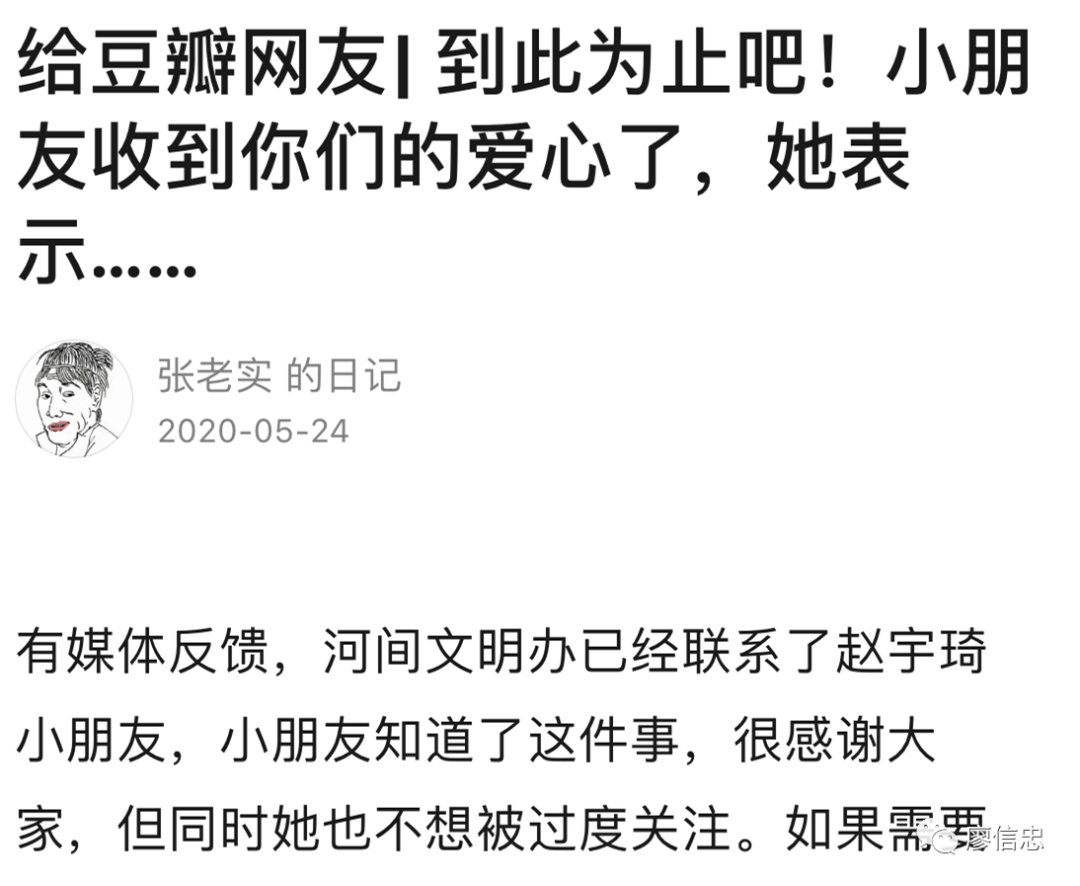 给豆瓣网友| 到此为止吧！小朋
友收到你们的爱心了，她表
示……
张老实 的日记
2020-05-24
有媒体反馈，河间文明办已经联系了赵宇琦
小朋友，小朋友知道了这件事，很感谢大
家，但同时她也不想被过度关注。如果需要
廖信忠